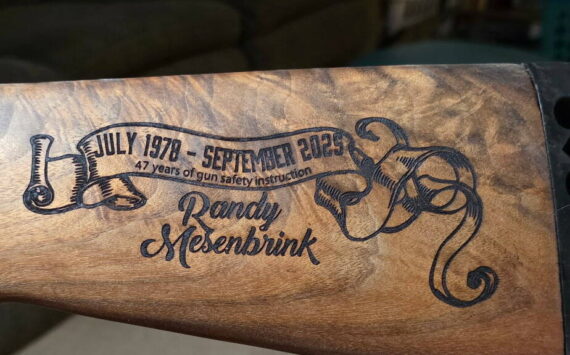 JULY 1978 - SEPTEMBER 2025
47 years of gun safety instruction
Randy
Mesenbrink